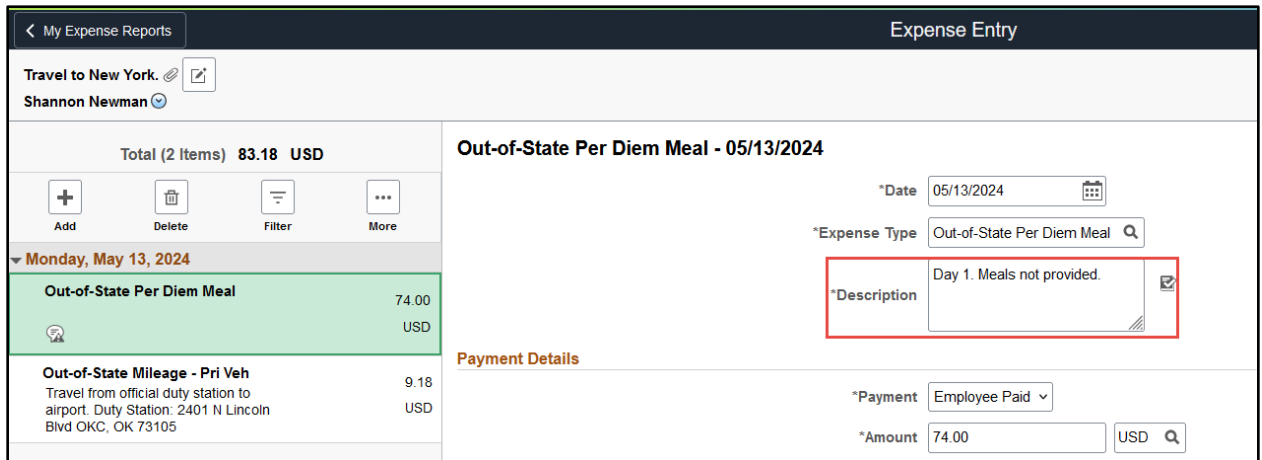 My Expense Reports
Expense Entry
Travel to New York.
Shannon Newman
Total (2 Items) 83.18 USD
Add Delete Filter More
Monday, May 13, 2024
Out-of-State Per Diem Meal
74.00
USD
Out-of-State Mileage - Pri Veh
9.18
Travel from official duty station to
airport. Duty Station: 2401 N Lincoln
USD
Blvd OKC, OK 73105
Out-of-State Per Diem Meal - 05/13/2024
*Date 05/13/2024
*Expense Type Out-of-State Per Diem Meal
*Description Day 1. Meals not provided.
Payment Details
*Payment Employee Paid
*Amount 74.00 USD